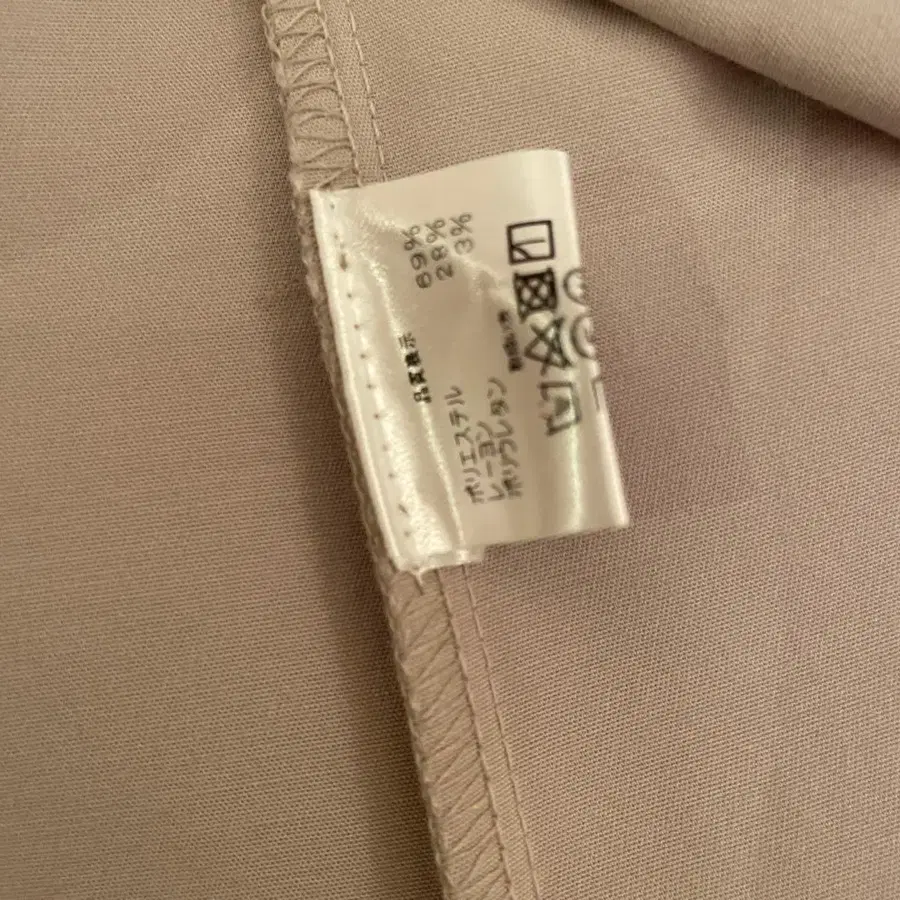 品質表示
ポリエステル 69%
レーヨン 28%
ポリウレタン 3%